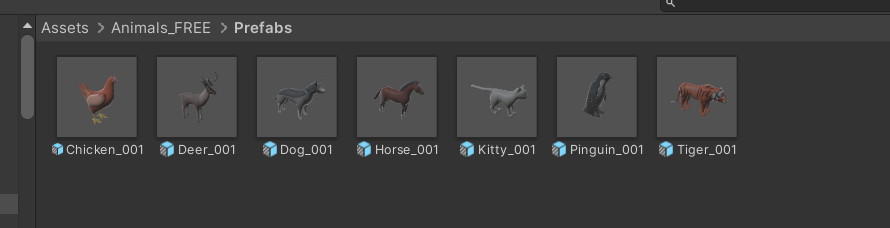 Assets > Animals_FREE > Prefabs
Chicken_001 Deer_001 Dog_001 Horse_001 Kitty_001 Pinguin_001 Tiger_001